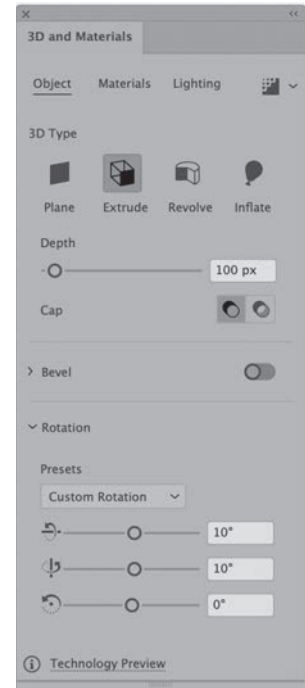 3D and Materials
Object Materials Lighting
3D Type
Plane Extrude Revolve Inflate
Depth
100 px
Cap
Bevel
Rotation
Presets
Custom Rotation
10°
10°
0°
Technology Preview